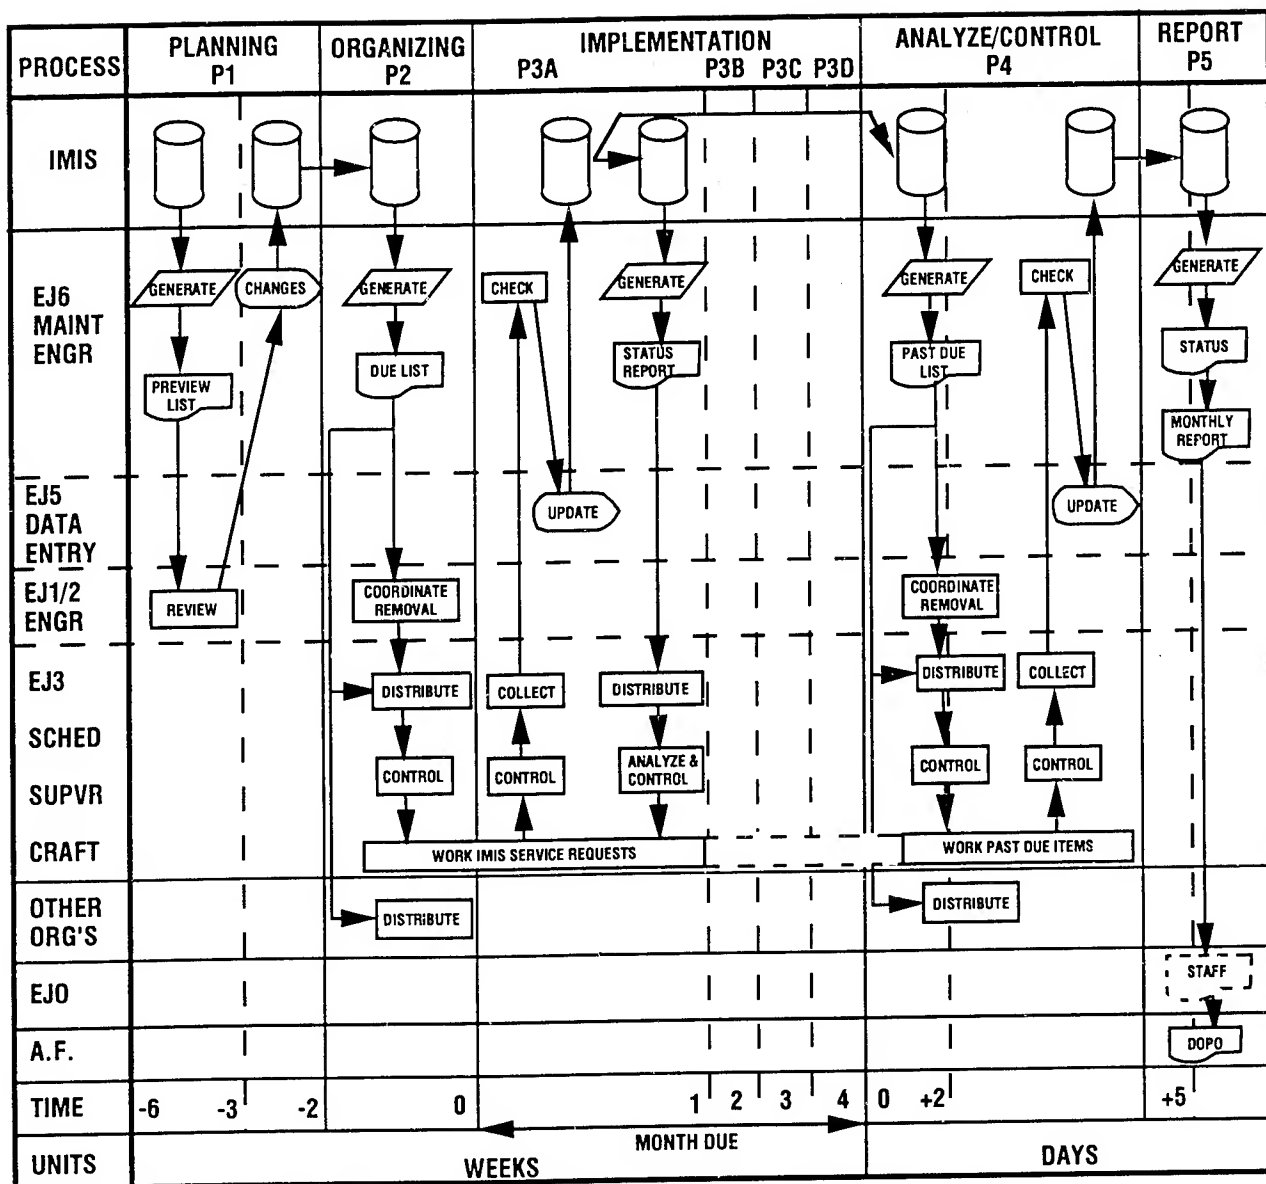 PROCESS
PLANNING
P1
ORGANIZING
P2
IMPLEMENTATION
P3A
P3B
P3C
P3D
ANALYZE/CONTROL
P4
REPORT
P5
IMIS
EJ6
MAINT
ENGR
GENERATE
CHANGES
GENERATE
CHECK
GENERATE
GENERATE
CHECK
GENERATE
PREVIEW
LIST
DUE LIST
STATUS
REPORT
PAST DUE
LIST
STATUS
MONTHLY
REPORT
EJ5
DATA
ENTRY
UPDATE
UPDATE
EJ1/2
ENGR
REVIEW
COORDINATE
REMOVAL
COORDINATE
REMOVAL
EJ3
DISTRIBUTE
COLLECT
DISTRIBUTE
DISTRIBUTE
COLLECT
SCHED
SUPVR
CONTROL
CONTROL
ANALYZE &
CONTROL
CONTROL
CONTROL
CRAFT
WORK IMIS SERVICE REQUESTS
WORK PAST DUE ITEMS
OTHER
ORG'S
DISTRIBUTE
DISTRIBUTE
EJO
STAFF
A.F.
DOPO
TIME
-6
-3
-2
0
1
2
3
4
0
+2
+5
MONTH DUE
UNITS
WEEKS
DAYS